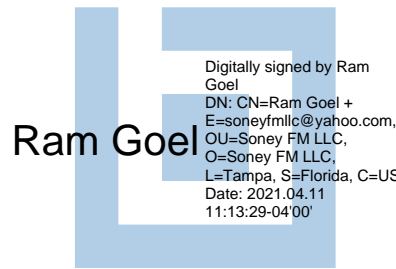 Ram Goel
Digitally signed by Ram
Goel
DN: CN=Ram Goel +
E=soneyfmllc@yahoo.com,
OU=Soney FM LLC,
O=Soney FM LLC,
L=Tampa, S=Florida, C=US
Date: 2021.04.11
11:13:29-04'00'